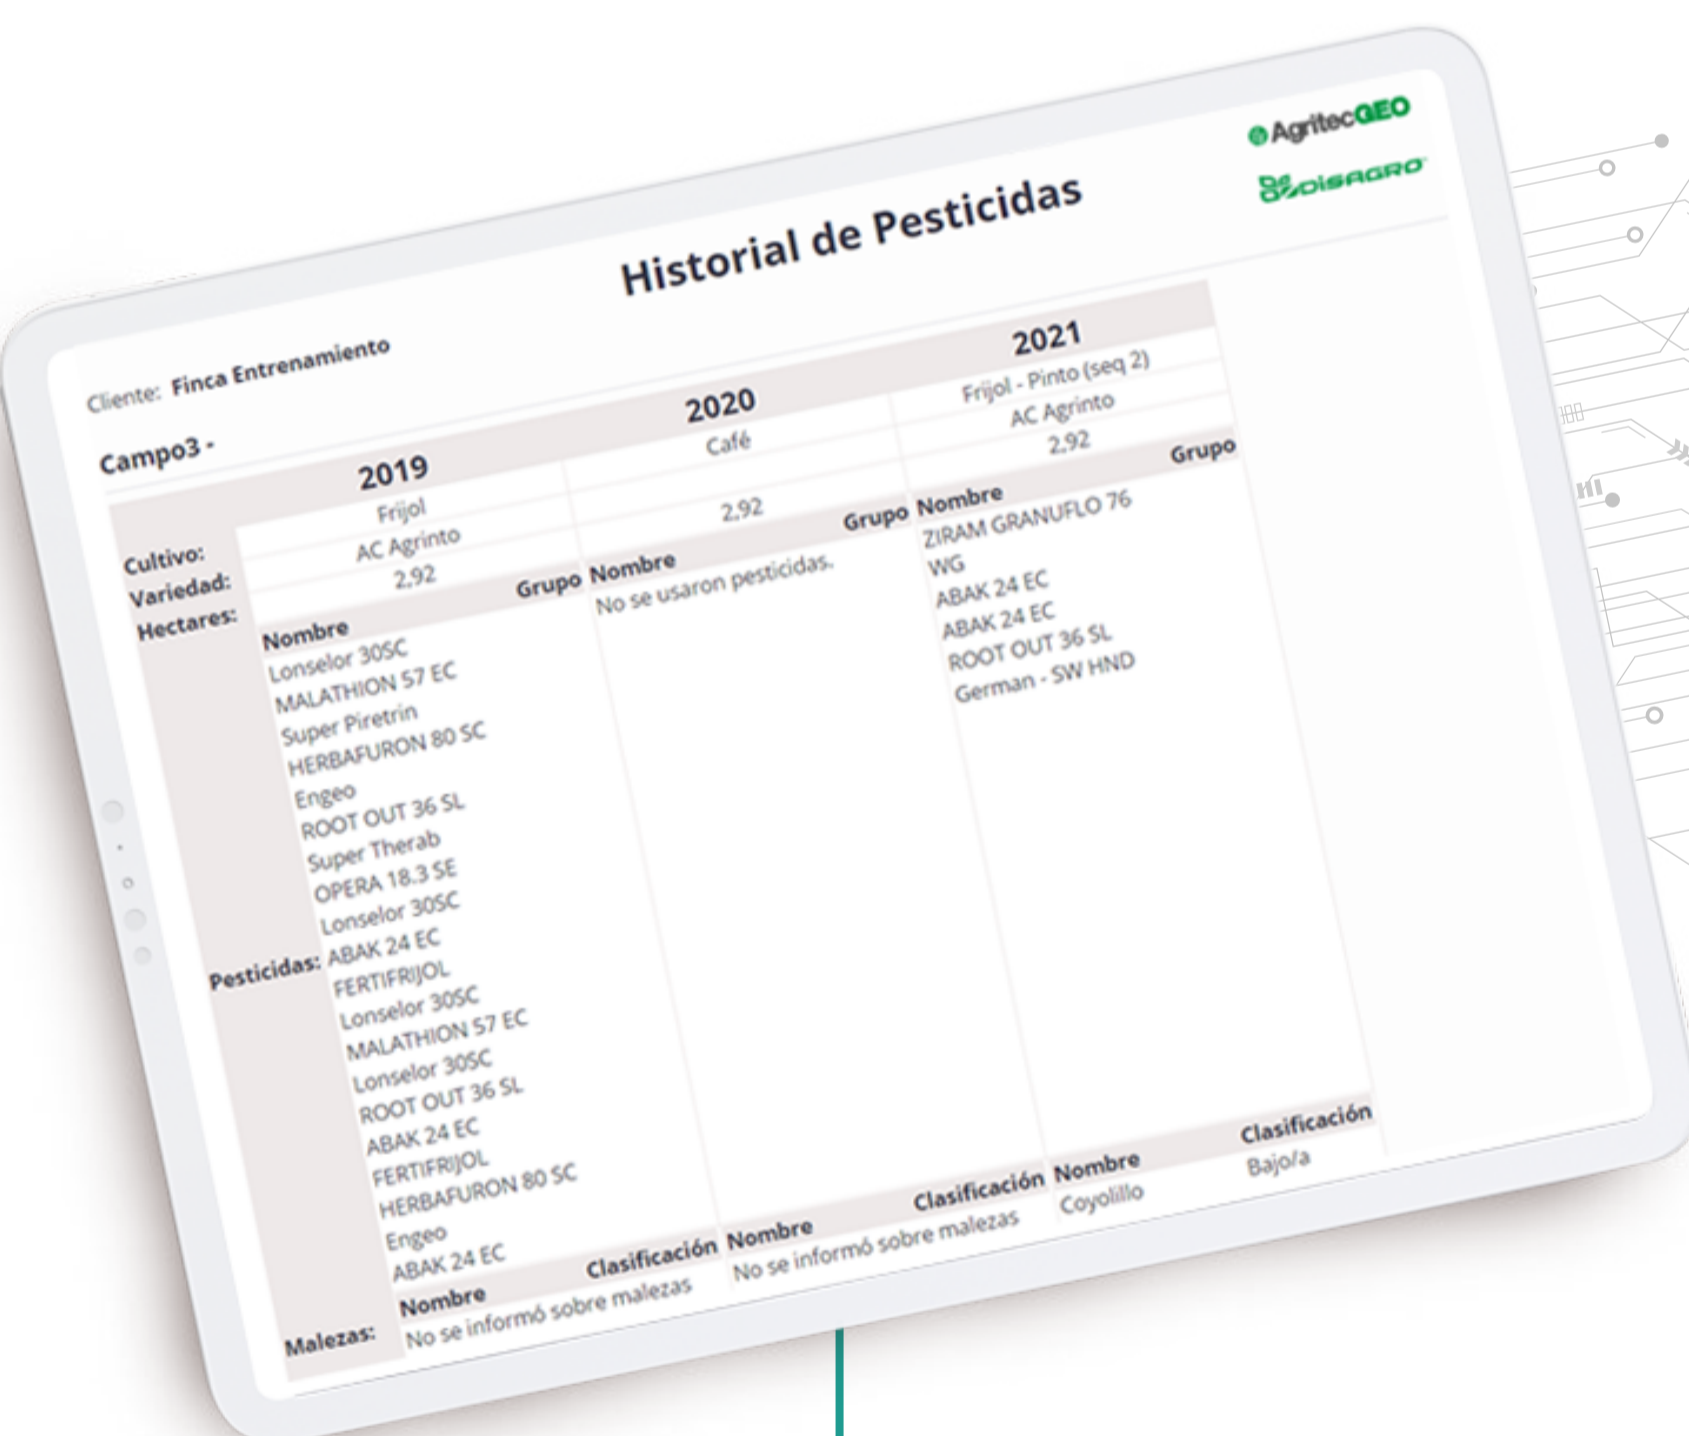 AgritecGEO
DISAGRO
Historial de Pesticidas
Cliente: Finca Entrenamiento
Campo3 -
2019 2020 2021
Cultivo: Frijol Café Frijol - Pinto (seq 2)
Variedad: AC Agrinto AC Agrinto
Hectares: 2,92 2,92 2,92
Nombre Grupo Nombre Grupo Nombre Grupo
Pesticidas:
Lonselor 30SC
MALATHION 57 EC
Super Piretrin
HERBAFURON 80 SC
Engeo
ROOT OUT 36 SL
Super Therab
OPERA 18.3 SE
Lonselor 30SC
ABAK 24 EC
FERTIFRIJOL
Lonselor 30SC
MALATHION 57 EC
Lonselor 30SC
ROOT OUT 36 SL
ABAK 24 EC
FERTIFRIJOL
HERBAFURON 80 SC
Engeo
ABAK 24 EC
No se usaron pesticidas.
ZIRAM GRANUFLO 76
WG
ABAK 24 EC
ABAK 24 EC
ROOT OUT 36 SL
German - SW HND
Nombre Clasificación Nombre Clasificación Nombre Clasificación
Malezas: No se informó sobre malezas No se informó sobre malezas Coyolillo Bajo/a